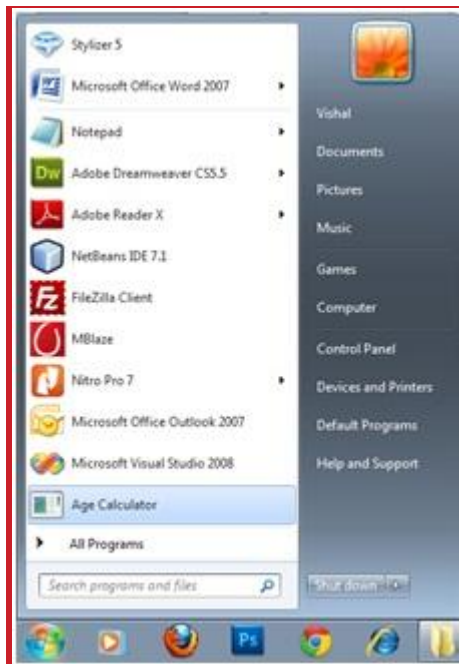 Stylizer 5
Microsoft Office Word 2007
Notepad
Dw
Adobe Dreamweaver CS5.5
Adobe Reader X
NetBeans IDE 7.1
Fz
FileZilla Client
MBlaze
Nitro Pro 7
Microsoft Office Outlook 2007
Microsoft Visual Studio 2008
Age Calculator
All Programs
Search programs and files
Vishal
Documents
Pictures
Music
Games
Computer
Control Panel
Devices and Printers
Default Programs
Help and Support
Shut down
Ps